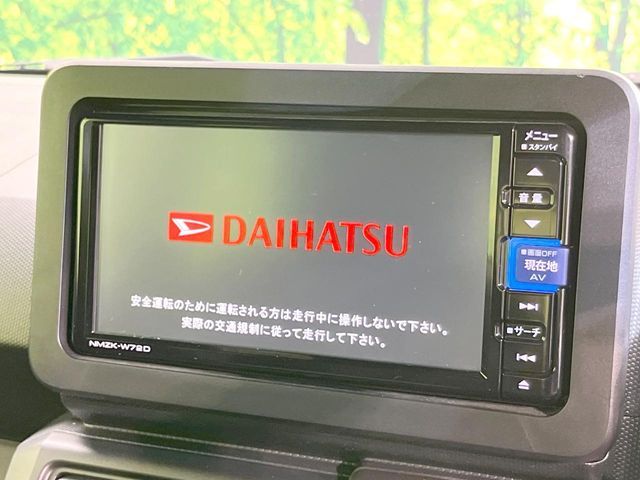 メニュー
■ スタンバイ
音量
DAIHATSU
■画面OFF
現在地
AV
安全運転のために運転される方は走行中に操作しないで下さい。
実際の交通規制に従って走行して下さい。
■サーチ
NMZK-W72D